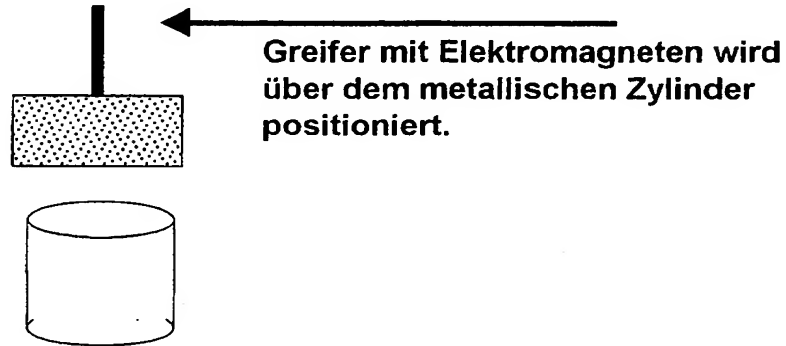 Greifer mit Elektromagneten wird
über dem metallischen Zylinder
positioniert.